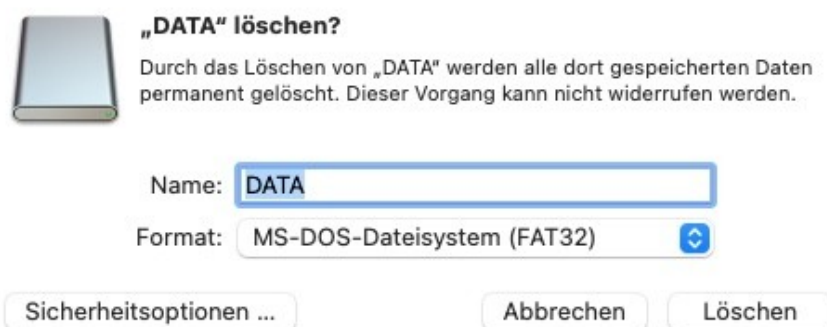 „DATA“ löschen?
Durch das Löschen von „DATA“ werden alle dort gespeicherten Daten
permanent gelöscht. Dieser Vorgang kann nicht widerrufen werden.
Name: DATA
Format: MS-DOS-Dateisystem (FAT32)
Sicherheitsoptionen ... Abbrechen Löschen